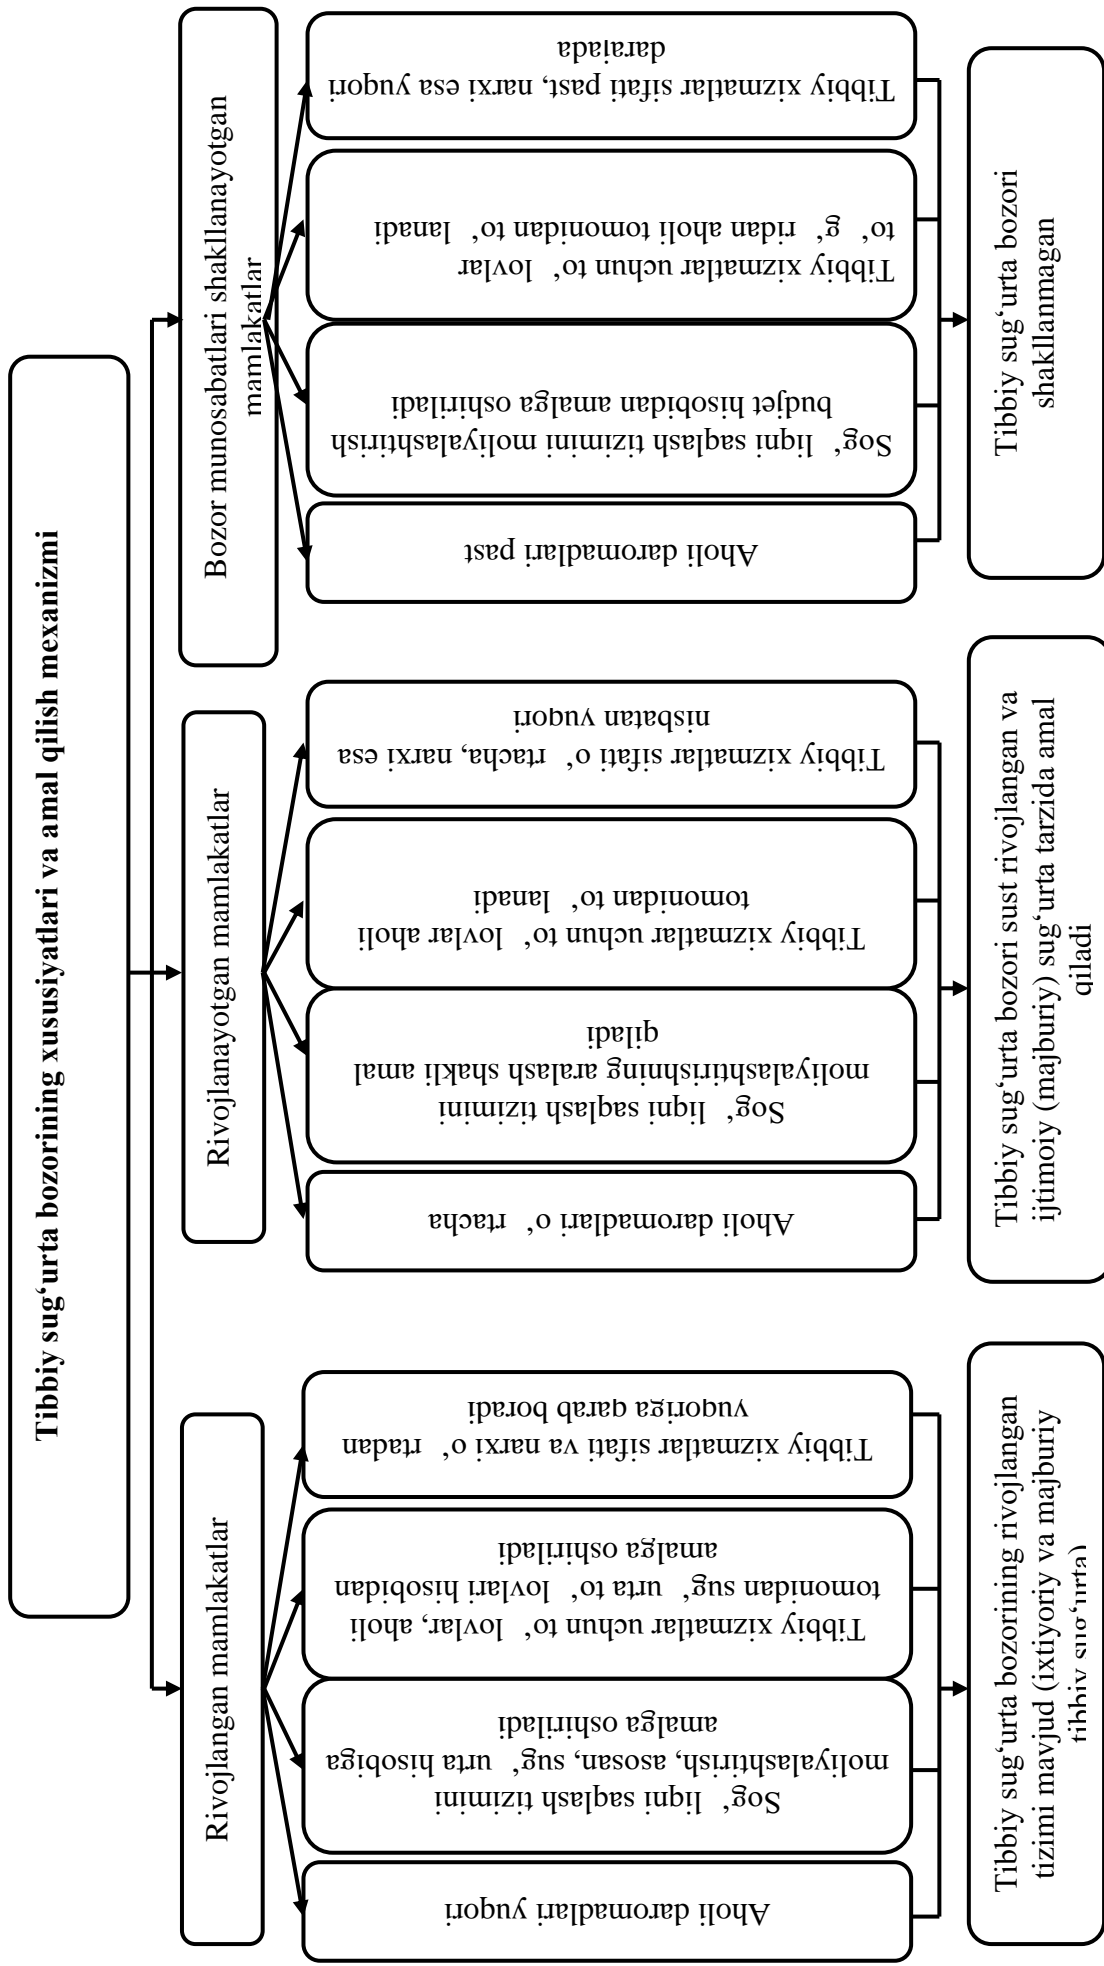 Tibbiy sug‘urta bozorining xususiyatlari va amal qilish mexanizmi
Rivojlangan mamlakatlar
Aholi daromadlari yuqori
Sog‘ liqni saqlash tizimini
moliyalashtirish, asosan, sug‘ urta hisobiga
amalga oshiriladi
Tibbiy xizmatlar uchun to‘ lovlar, aholi
tomonidan sug‘ urta to‘ lovlari hisobidan
amalga oshiriladi
Tibbiy xizmatlar sifati va narxi o‘ rtadan
yuqoriga qarab boradi
Tibbiy sug‘urta bozorining rivojlangan
tizimi mavjud (ixtiyoriy va majburiy
tibbiy sug‘urta)
Rivojlanayotgan mamlakatlar
Aholi daromadlari o‘ rtacha
Sog‘ liqni saqlash tizimini
moliyalashtirishning aralash shakli amal
qiladi
Tibbiy xizmatlar uchun to‘ lovlar aholi
tomonidan to‘ lanadi
Tibbiy xizmatlar sifati o‘ rtacha, narxi esa
nisbatan yuqori
Tibbiy sug‘urta bozori sust rivojlangan va
ijtimoiy (majburiy) sug‘urta tarzida amal
qiladi
Bozor munosabatlari shakllanayotgan
mamlakatlar
Aholi daromadlari past
Sog‘ liqni saqlash tizimini moliyalashtirish
budjet hisobidan amalga oshiriladi
Tibbiy xizmatlar uchun to‘ lovlar
to‘ g‘ ridan aholi tomonidan to‘ lanadi
Tibbiy xizmatlar sifati past, narxi esa yuqori
darajada
Tibbiy sug‘urta bozori
shakllanmagan